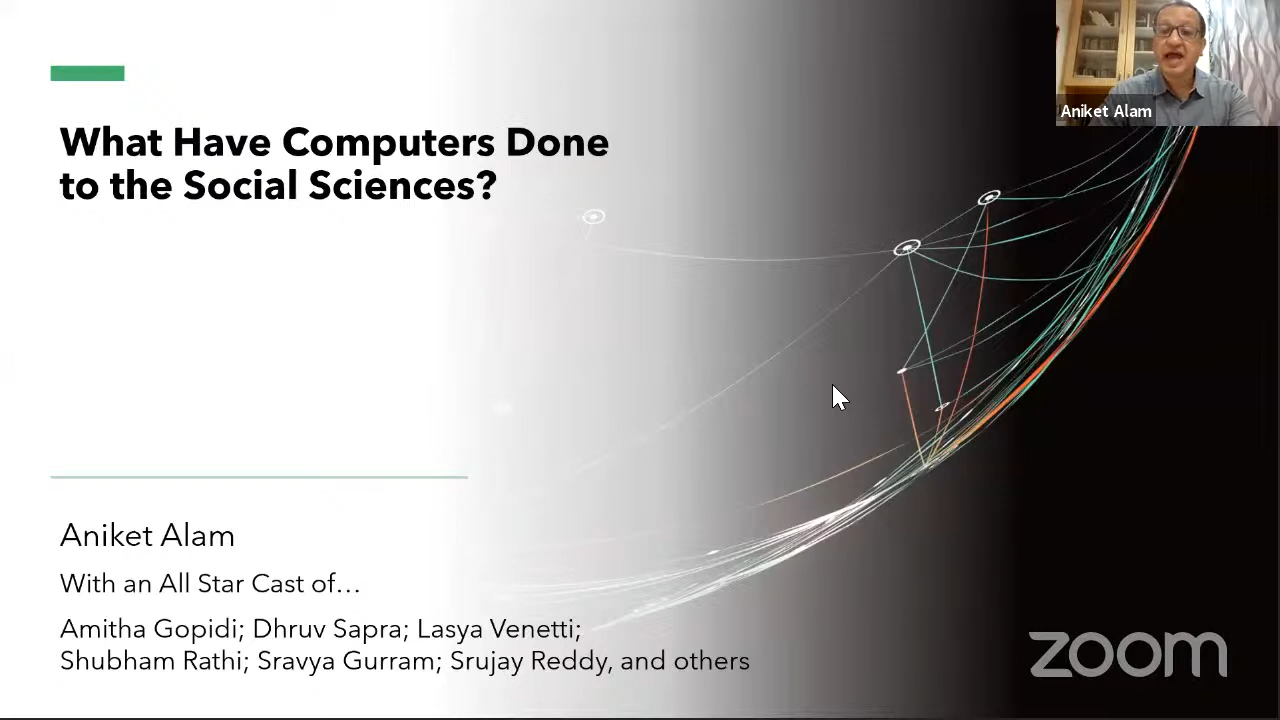 What Have Computers Done
to the Social Sciences?
Aniket Alam
Aniket Alam
With an All Star Cast of…
Amitha Gopidi; Dhruv Sapra; Lasya Venetti;
Shubham Rathi; Sravya Gurram; Srujay Reddy, and others
zoom